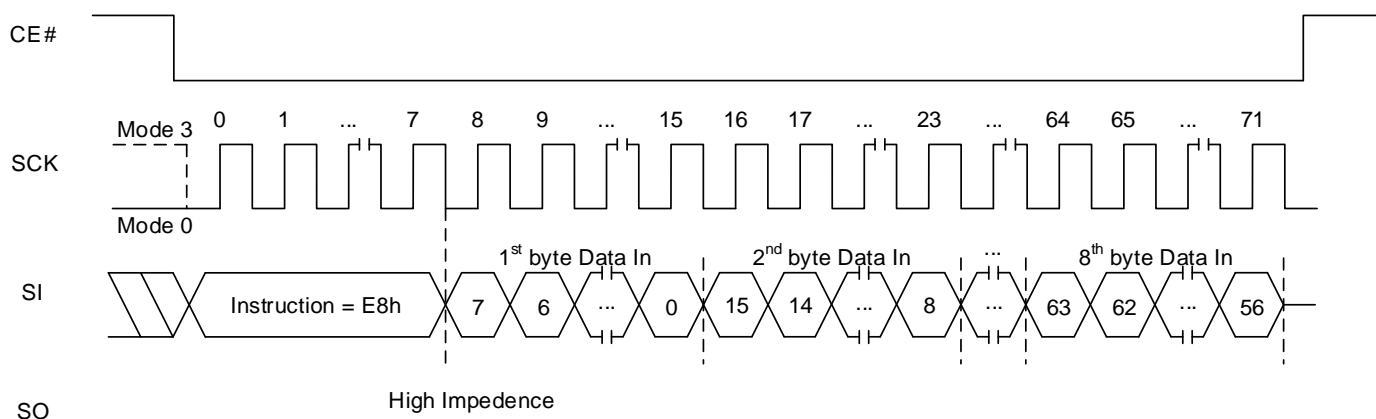 CE#
0 1 ... 7 8 9 ... 15 16 17 ... 23 ... 64 65 ... 71
Mode 3
SCK
Mode 0
1st byte Data In 2nd byte Data In ... 8th byte Data In
SI
Instruction = E8h 7 6 ... 0 15 14 ... 8 ... 63 62 ... 56
High Impedence
SO